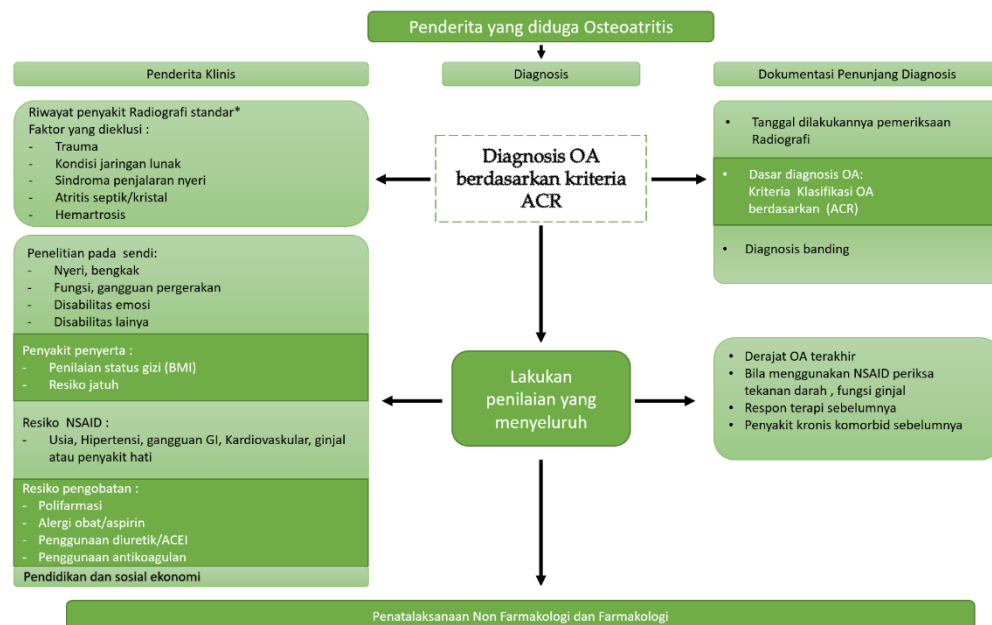 Penderita yang diduga Osteoatritis
Penderita Klinis
Diagnosis
Dokumentasi Penunjang Diagnosis
Riwayat penyakit Radiografi standar*
Faktor yang dieklusi :
- Trauma
- Kondisi jaringan lunak
- Sindroma penjalaran nyeri
- Atritis septik/kristal
- Hemartrosis
Diagnosis OA
berdasarkan kriteria
ACR
• Tanggal dilakukannya pemeriksaan
Radiografi
• Dasar diagnosis OA:
Kriteria Klasifikasi OA
berdasarkan (ACR)
• Diagnosis banding
Penelitian pada sendi:
- Nyeri, bengkak
- Fungsi, gangguan pergerakan
- Disabilitas emosi
- Disabilitas lainya
Penyakit penyerta :
- Penilaian status gizi (BMI)
- Resiko jatuh
Resiko NSAID :
- Usia, Hipertensi, gangguan GI, Kardiovaskular, ginjal
atau penyakit hati
Resiko pengobatan :
- Polifarmasi
- Alergi obat/aspirin
- Penggunaan diuretik/ACEI
- Penggunaan antikoagulan
Pendidikan dan sosial ekonomi
Lakukan
penilaian yang
menyeluruh
• Derajat OA terakhir
• Bila menggunakan NSAID periksa
tekanan darah , fungsi ginjal
• Respon terapi sebelumnya
• Penyakit kronis komorbid sebelumnya
Penatalaksanaan Non Farmakologi dan Farmakologi